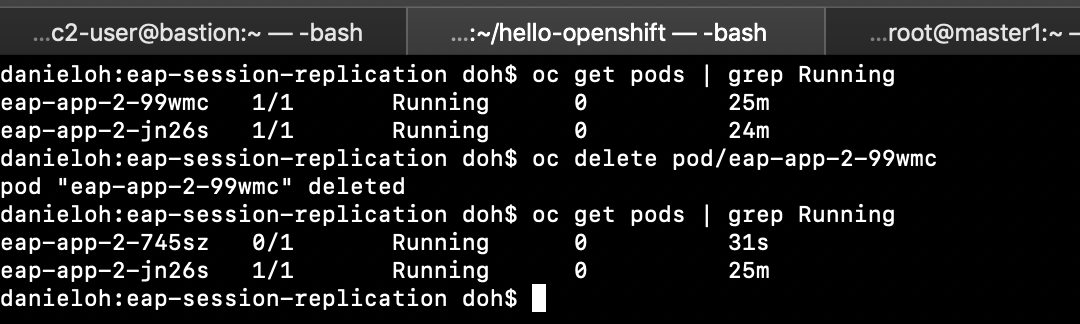 ...c2-user@bastion:~ — -bash
...:~/hello-openshift — -bash
...root@master1:~ —
danieloh:eap-session-replication doh$ oc get pods | grep Running
eap-app-2-99wmc   1/1       Running      0          25m
eap-app-2-jn26s   1/1       Running      0          24m
danieloh:eap-session-replication doh$ oc delete pod/eap-app-2-99wmc
pod "eap-app-2-99wmc" deleted
danieloh:eap-session-replication doh$ oc get pods | grep Running
eap-app-2-745sz   0/1       Running      0          31s
eap-app-2-jn26s   1/1       Running      0          25m
danieloh:eap-session-replication doh$